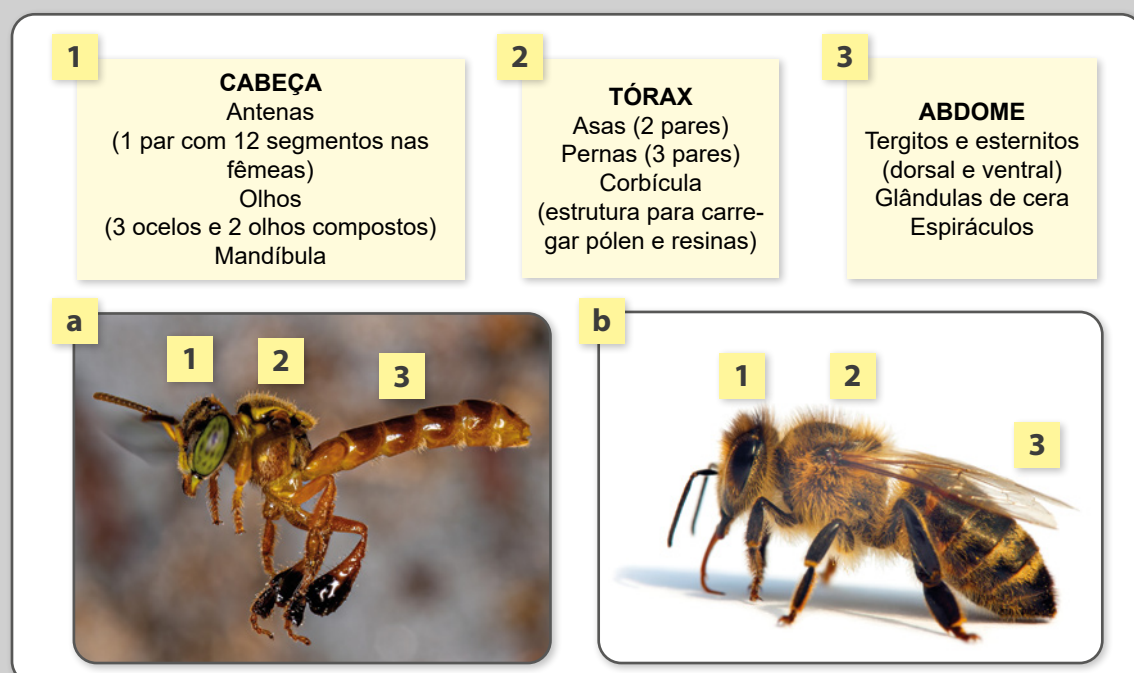 1
CABEÇA
Antenas
(1 par com 12 segmentos nas
fêmeas)
Olhos
(3 ocelos e 2 olhos compostos)
Mandíbula
2
TÓRAX
Asas (2 pares)
Pernas (3 pares)
Corbícula
(estrutura para carre-
gar pólen e resinas)
3
ABDOME
Tergitos e esternitos
(dorsal e ventral)
Glândulas de cera
Espiráculos
a
1
2
3
b
1
2
3